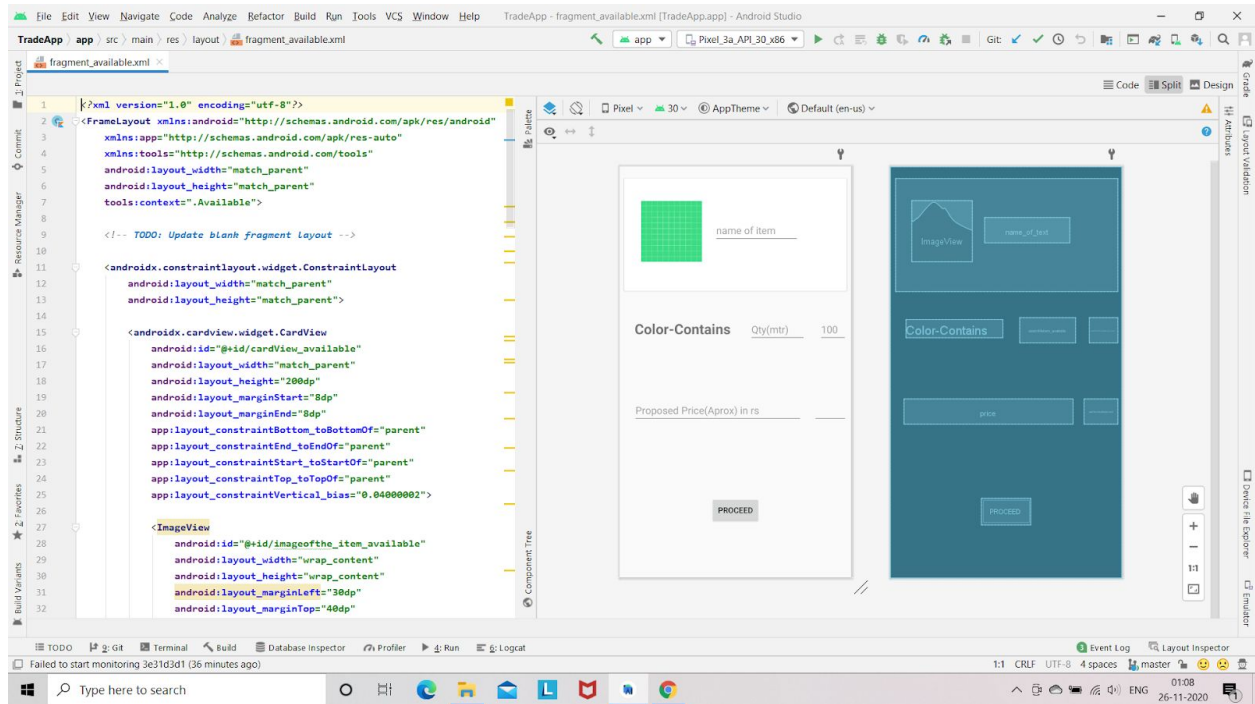 File Edit View Navigate Code Analyze Refactor Build Run Tools VCS Window Help TradeApp - fragment_available.xml [TradeApp.app] - Android Studio
TradeApp app src main res layout fragment_available.xml app Pixel_3a_API_30_x86 Git:
fragment_available.xml
Code Split Design
1 <?xml version="1.0" encoding="utf-8"?>
2 <FrameLayout xmlns:android="http://schemas.android.com/apk/res/android"
3 xmlns:app="http://schemas.android.com/apk/res-auto"
4 xmlns:tools="http://schemas.android.com/tools"
5 android:layout_width="match_parent"
6 android:layout_height="match_parent"
7 tools:context=".Available">
8
9 <!-- TODO: Update blank fragment layout -->
10
11 <androidx.constraintlayout.widget.ConstraintLayout
12 android:layout_width="match_parent"
13 android:layout_height="match_parent">
14
15 <androidx.cardview.widget.CardView
16 android:id="@+id/cardView_available"
17 android:layout_width="match_parent"
18 android:layout_height="200dp"
19 android:layout_marginStart="8dp"
20 android:layout_marginEnd="8dp"
21 app:layout_constraintBottom_toBottomOf="parent"
22 app:layout_constraintEnd_toEndOf="parent"
23 app:layout_constraintStart_toStartOf="parent"
24 app:layout_constraintTop_toTopOf="parent"
25 app:layout_constraintVertical_bias="0.04000002">
26
27 <ImageView
28 android:id="@+id/imageofthe_item_available"
29 android:layout_width="wrap_content"
30 android:layout_height="wrap_content"
31 android:layout_marginLeft="30dp"
32 android:layout_marginTop="40dp"
1: Project
Commit
Resource Manager
Z: Structure
2: Favorites
Build Variants
Palette
Component Tree
Pixel 30 AppTheme Default (en-us)
name of item
Color-Contains Qty(mtr) 100
Proposed Price(Aprox) in rs
PROCEED
ImageView name_of_text
Color-Contains
price
PROCEED
1:1
Gradle
Layout Validation
Attributes
Device File Explorer
Emulator
TODO 9: Git Terminal Build Database Inspector Profiler 4: Run 6: Logcat Event Log Layout Inspector
Failed to start monitoring 3e31d3d1 (36 minutes ago) 1:1 CRLF UTF-8 4 spaces master
Type here to search ENG 01:08
26-11-2020